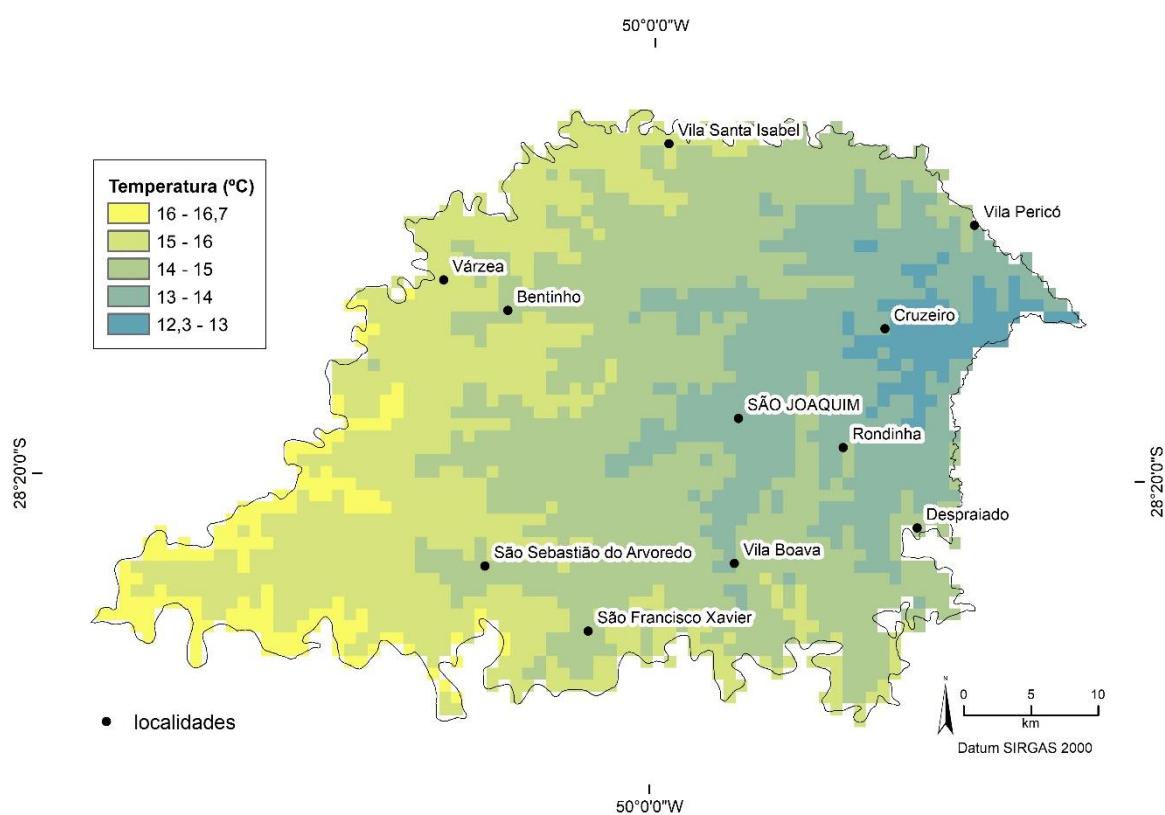 50°0'0"W
Vila Santa Isabel
Temperatura (ºC)
16 - 16,7
15 - 16
14 - 15
13 - 14
12,3 - 13
Vila Pericó
Várzea
Bentinho
Cruzeiro
SÃO JOAQUIM
Rondinha
28°20'0"S
28°20'0"S
Despraiado
São Sebastião do Arvoredo
Vila Boava
São Francisco Xavier
localidades
N
0 5 10
km
Datum SIRGAS 2000
50°0'0"W